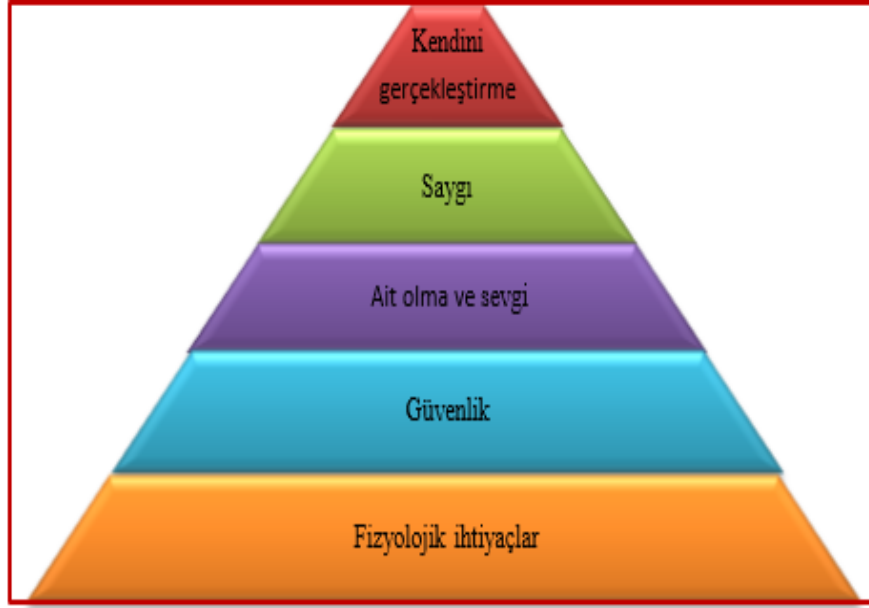 Kendini
gerçekleştirme
Saygı
Ait olma ve sevgi
Güvenlik
Fizyolojik ihtiyaçlar